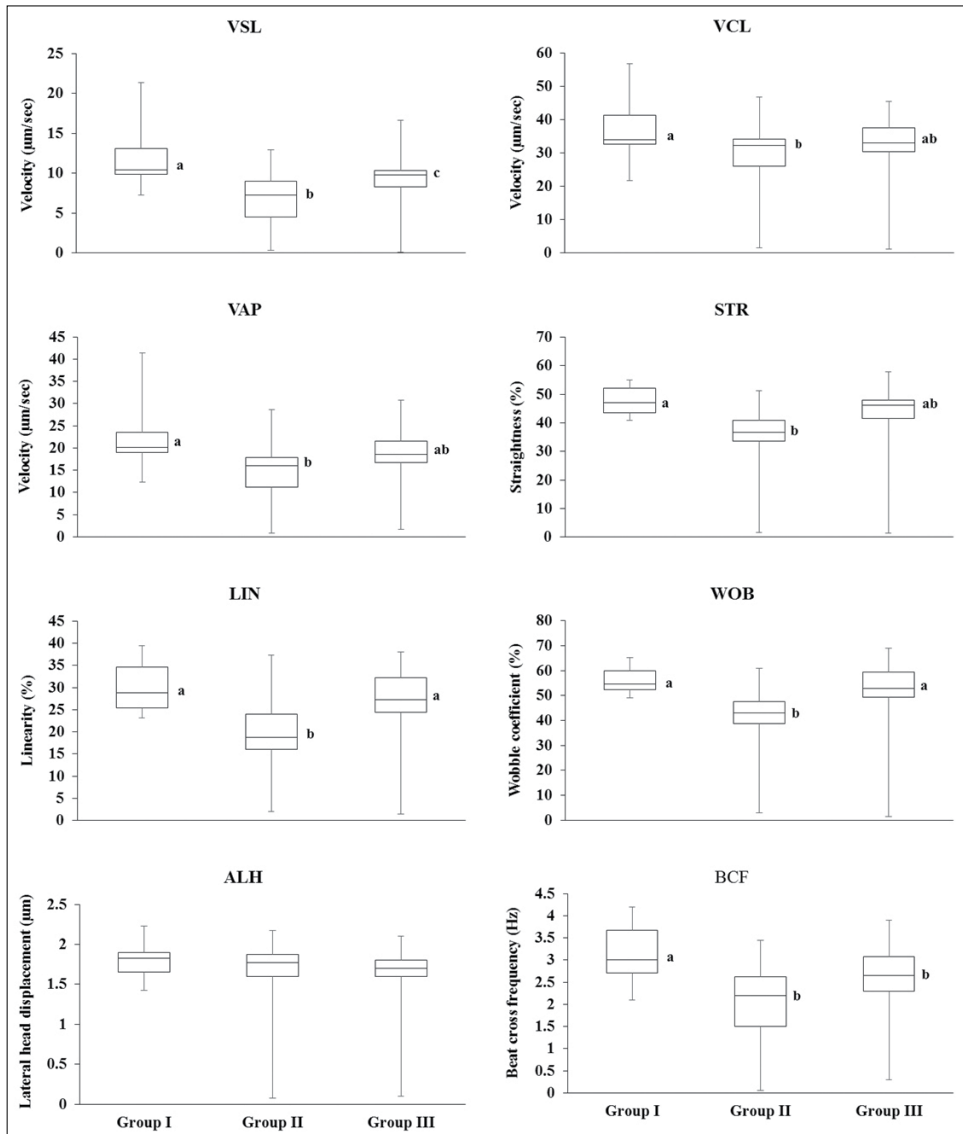 VSL
Velocity (µm/sec)
25
20
15
10
5
0
a
b
c
VCL
Velocity (µm/sec)
60
50
40
30
20
10
0
a
b
ab
VAP
Velocity (µm/sec)
45
40
35
30
25
20
15
10
5
0
a
b
ab
STR
Straightness (%)
70
60
50
40
30
20
10
0
a
b
ab
LIN
Linearity (%)
45
40
35
30
25
20
15
10
5
0
a
b
a
WOB
Wobble coefficient (%)
80
70
60
50
40
30
20
10
0
a
b
a
ALH
Lateral head displacement (µm)
2.5
2
1.5
1
0.5
0
Group I Group II Group III
BCF
Beat cross frequency (Hz)
4.5
4
3.5
3
2.5
2
1.5
1
0.5
0
a
b
b
Group I Group II Group III